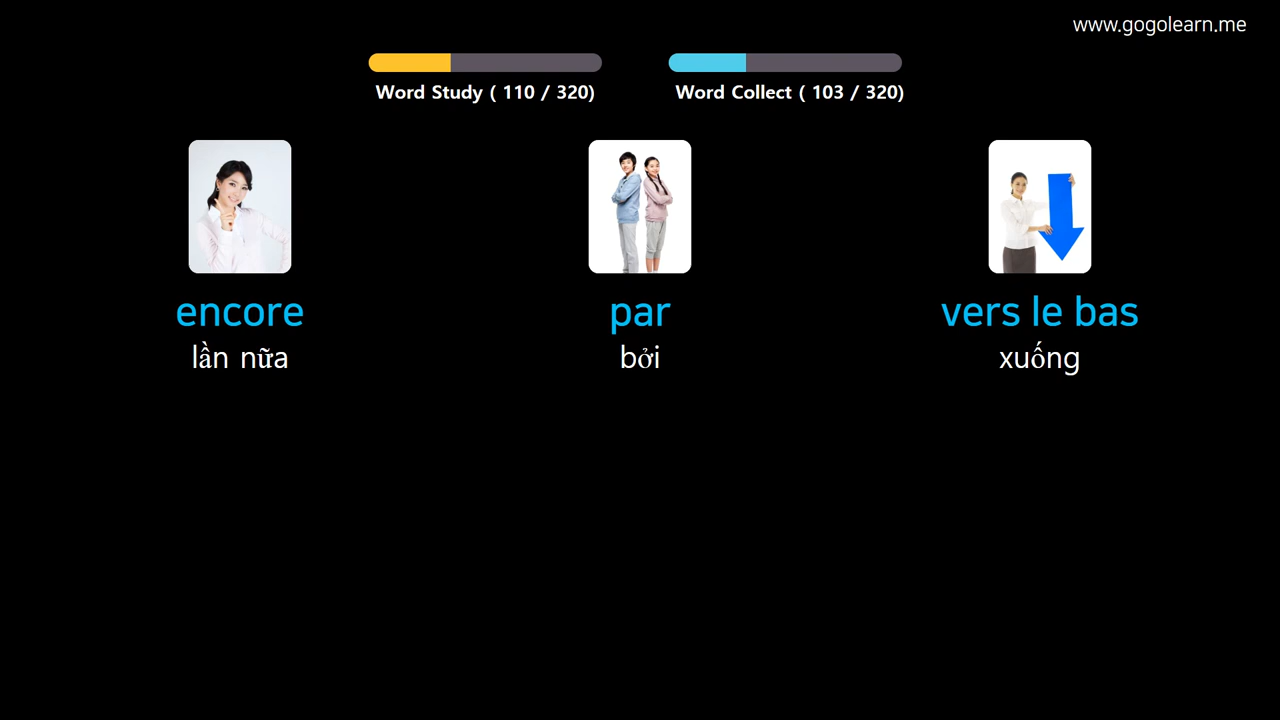 www.gogolearn.me
Word Study ( 110 / 320)
Word Collect ( 103 / 320)
encore
lần nữa
par
bởi
vers le bas
xuống